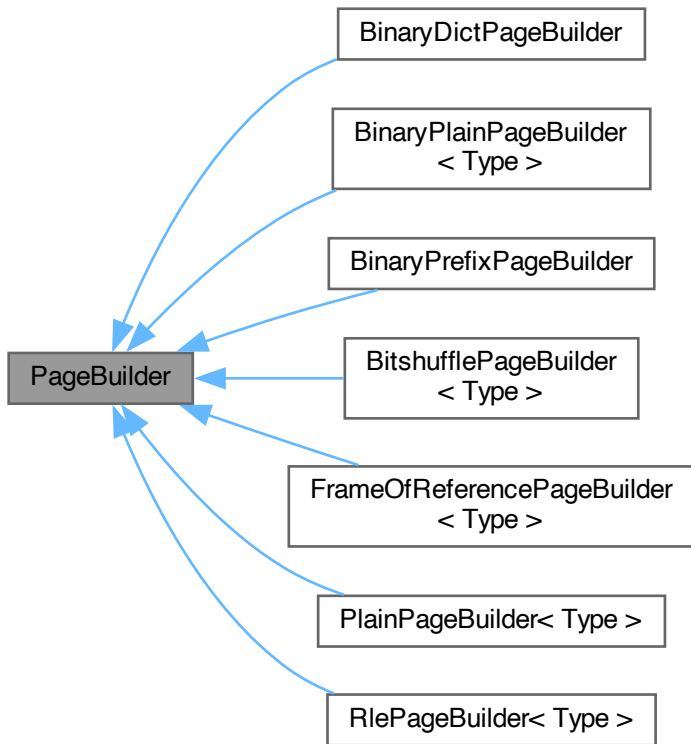 BinaryDictPageBuilder
BinaryPlainPageBuilder
< Type >
BinaryPrefixPageBuilder
PageBuilder
BitshufflePageBuilder
< Type >
FrameOfReferencePageBuilder
< Type >
PlainPageBuilder< Type >
RlePageBuilder< Type >